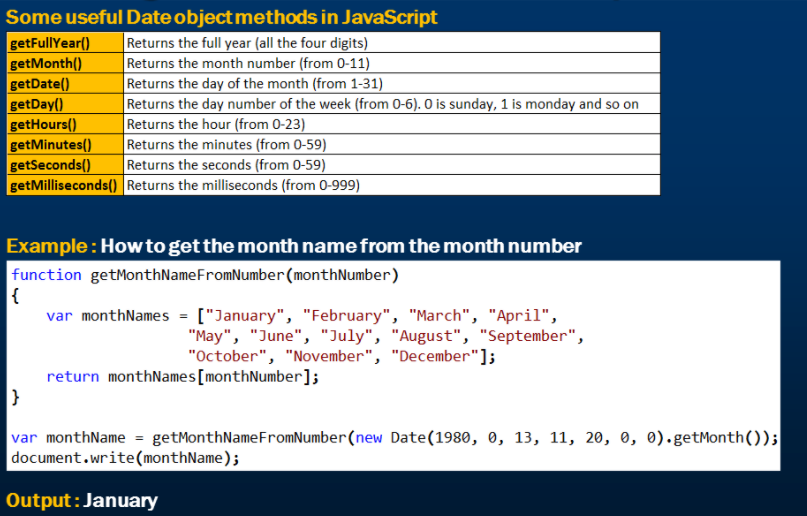 Some useful Date object methods in JavaScript
getFullYear() Returns the full year (all the four digits)
getMonth() Returns the month number (from 0-11)
getDate() Returns the day of the month (from 1-31)
getDay() Returns the day number of the week (from 0-6). 0 is sunday, 1 is monday and so on
getHours() Returns the hour (from 0-23)
getMinutes() Returns the minutes (from 0-59)
getSeconds() Returns the seconds (from 0-59)
getMilliseconds() Returns the milliseconds (from 0-999)
Example : How to get the month name from the month number
function getMonthNameFromNumber(monthNumber)
{
    var monthNames = ["January", "February", "March", "April",
                    "May", "June", "July", "August", "September",
                    "October", "November", "December"];
    return monthNames[monthNumber];
}
var monthName = getMonthNameFromNumber(new Date(1980, 0, 13, 11, 20, 0, 0).getMonth());
document.write(monthName);
Output : January